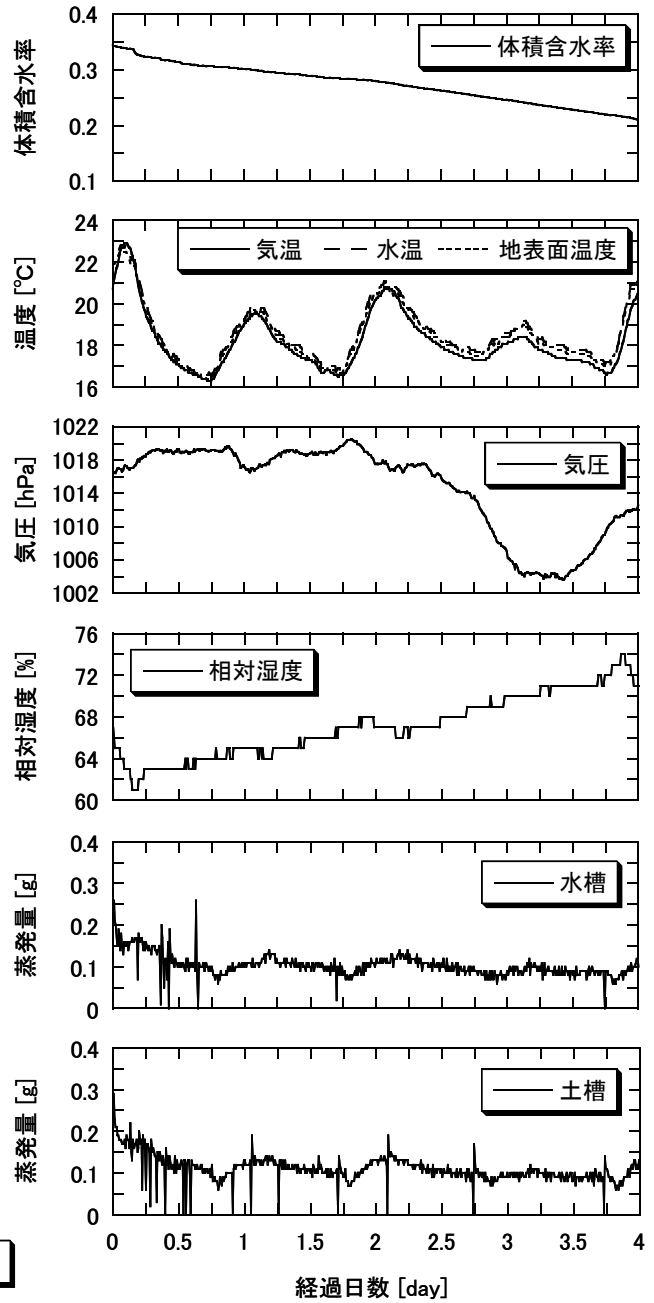 0.4
0.3
0.2
0.1
体積含水率
体積含水率
24
22
20
18
16
温度 [℃]
気温 水温 地表面温度
1022
1018
1014
1010
1006
1002
気圧 [hPa]
気圧
76
72
68
64
60
相対湿度 [%]
相対湿度
0.4
0.3
0.2
0.1
0
蒸発量 [g]
水槽
0.4
0.3
0.2
0.1
0
蒸発量 [g]
土槽
0 0.5 1 1.5 2 2.5 3 3.5 4
経過日数 [day]